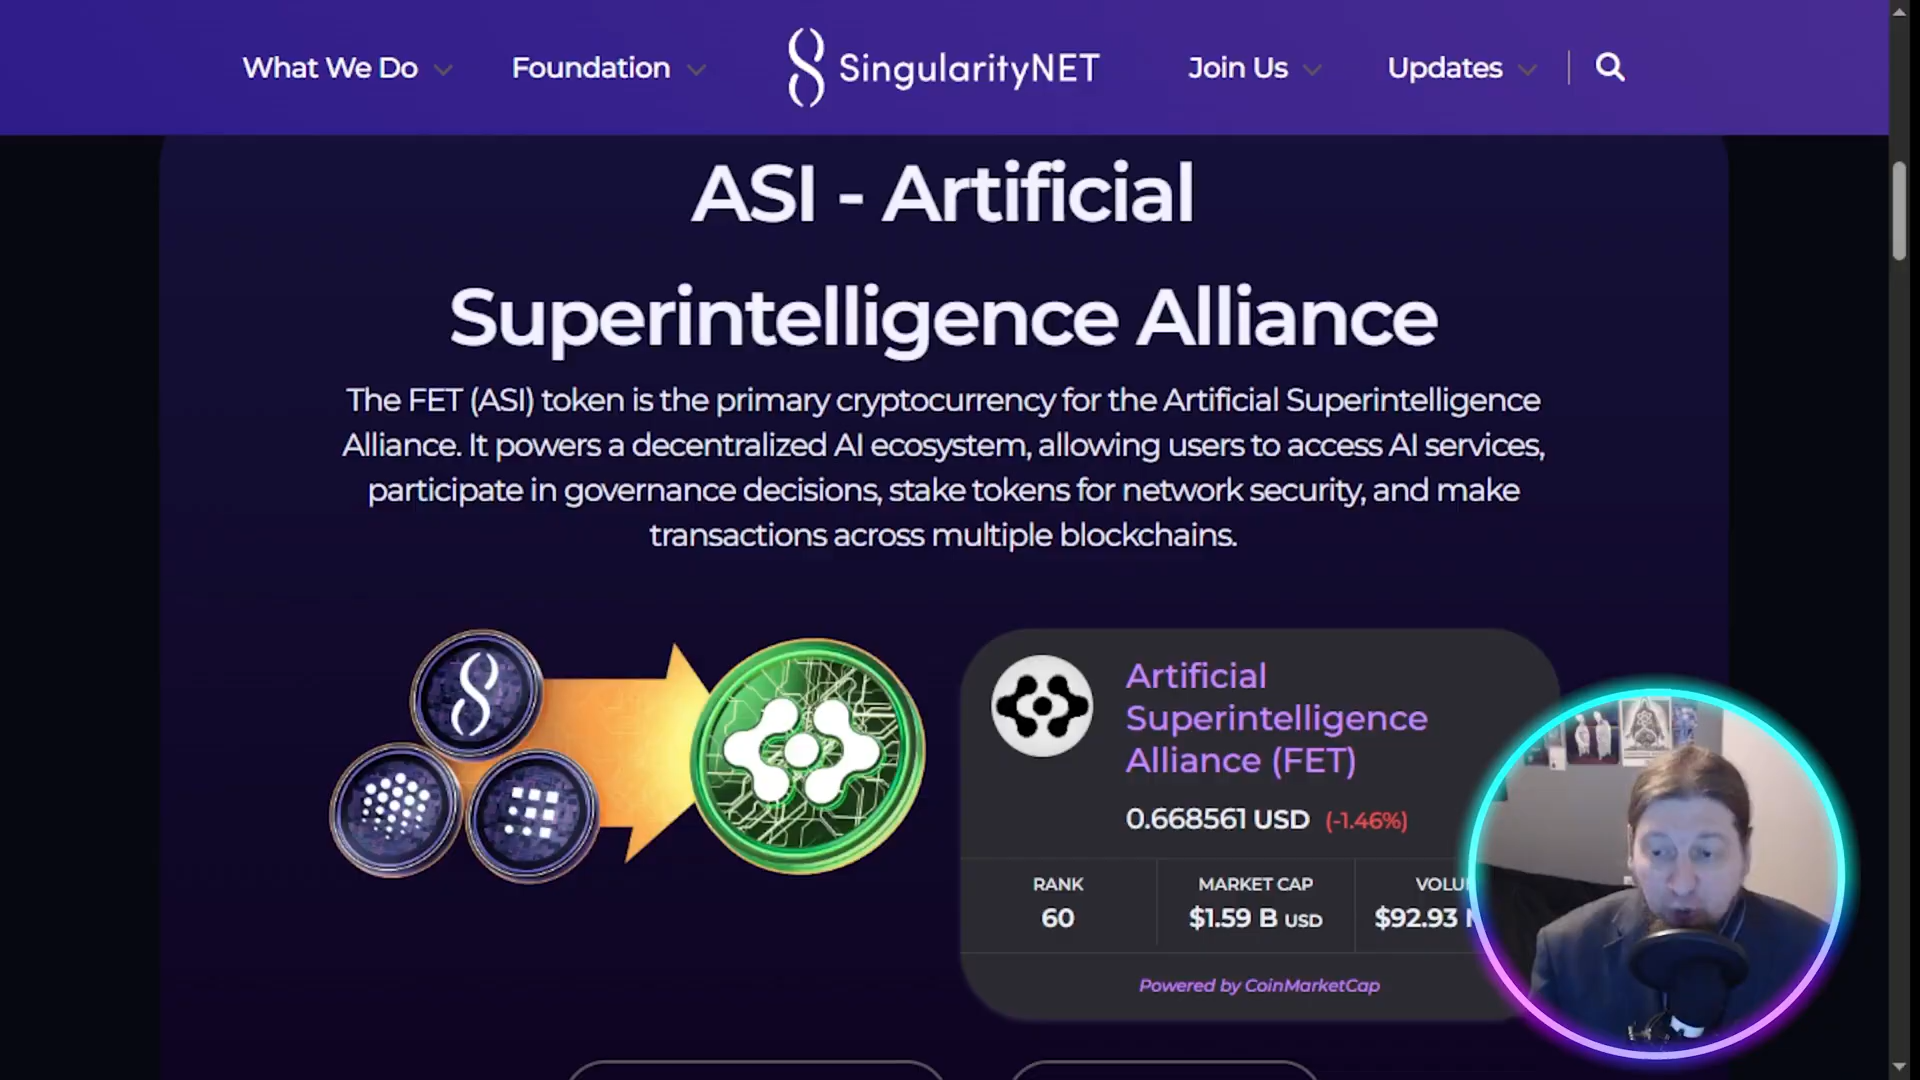 What We Do
Foundation
SingularityNET
Join Us
Updates
ASI - Artificial
Superintelligence Alliance
The FET (ASI) token is the primary cryptocurrency for the Artificial Superintelligence
Alliance. It powers a decentralized AI ecosystem, allowing users to access AI services,
participate in governance decisions, stake tokens for network security, and make
transactions across multiple blockchains.
Artificial
Superintelligence
Alliance (FET)
0.668561 USD (-1.46%)
RANK
60
MARKET CAP
$1.59 B USD
VOLU
$92.93
Powered by CoinMarketCap